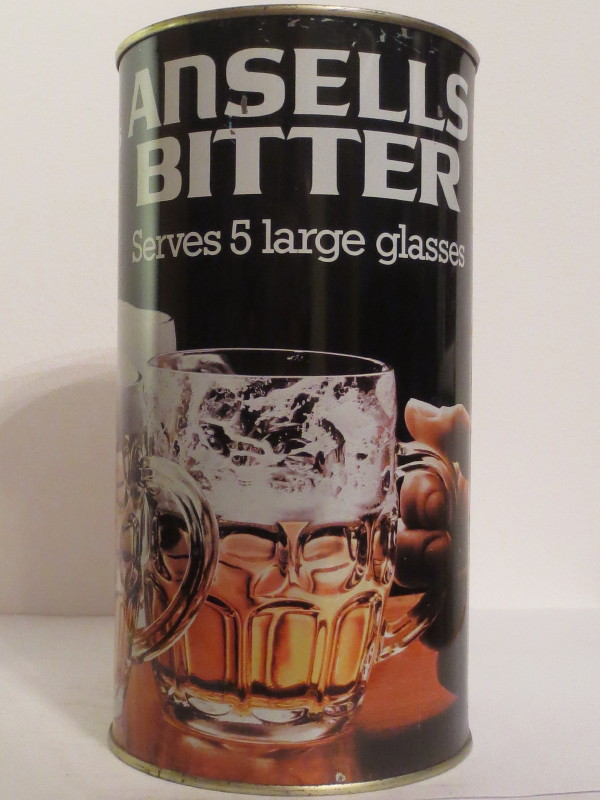 AnSELLS
BITTER
Serves 5 large glasses